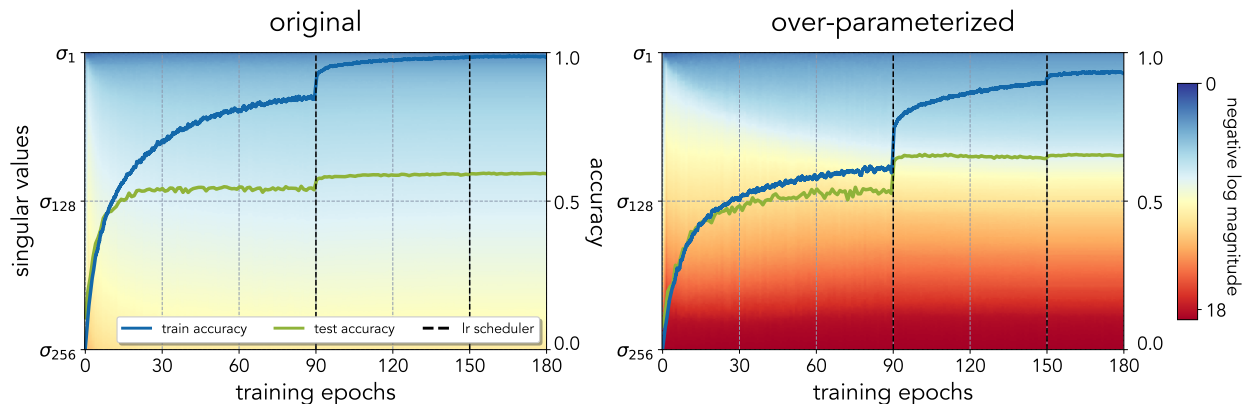 original
over-parameterized
σ1
1.0
σ1
1.0
0
singular values
σ128
0.5
accuracy
σ128
0.5
negative log magnitude
18
train accuracy
test accuracy
lr scheduler
σ256
0.0
σ256
0.0
0 30 60 90 120 150 180
0 30 60 90 120 150 180
training epochs
training epochs